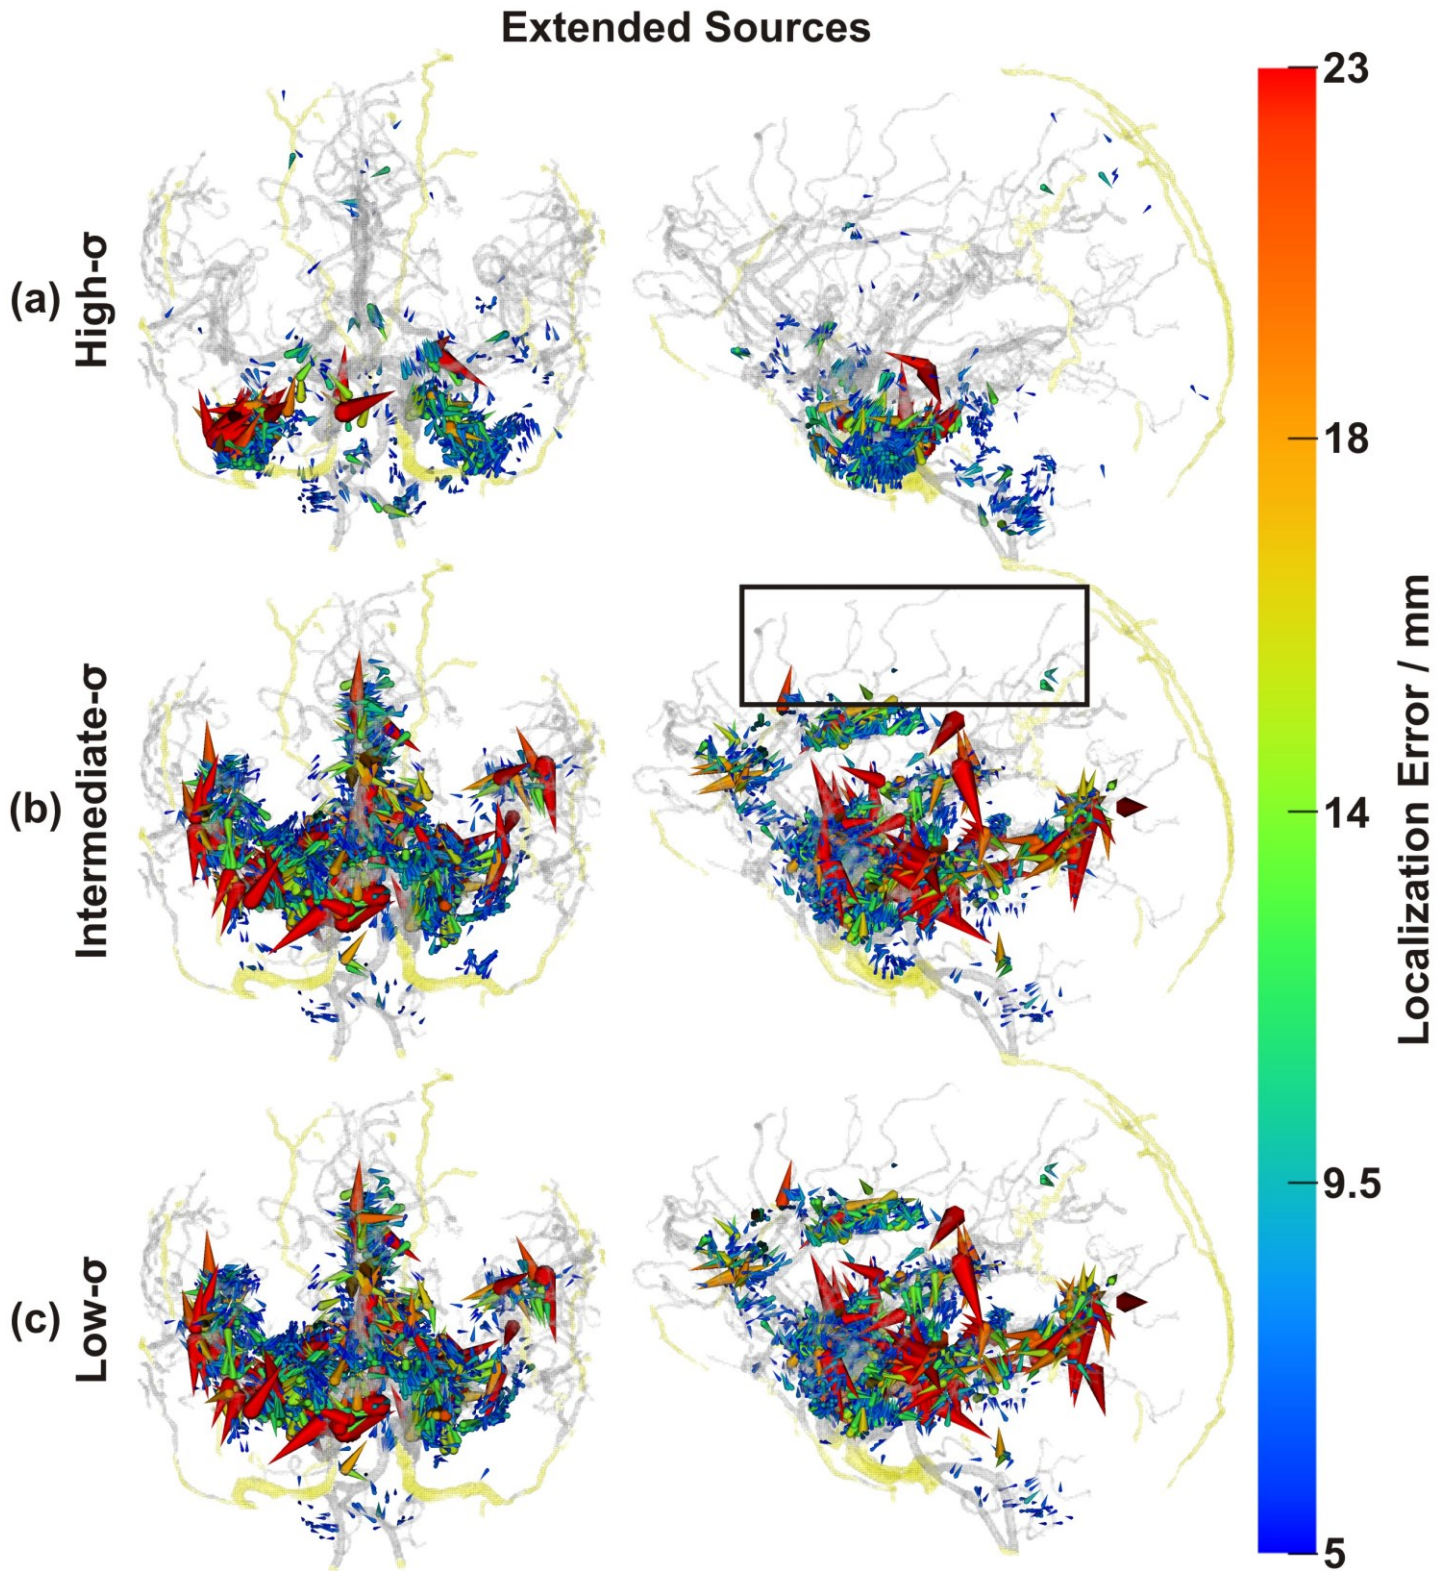 Extended Sources
(a)
High-σ
(b)
Intermediate-σ
(c)
Low-σ
23
18
14
9.5
5
Localization Error / mm